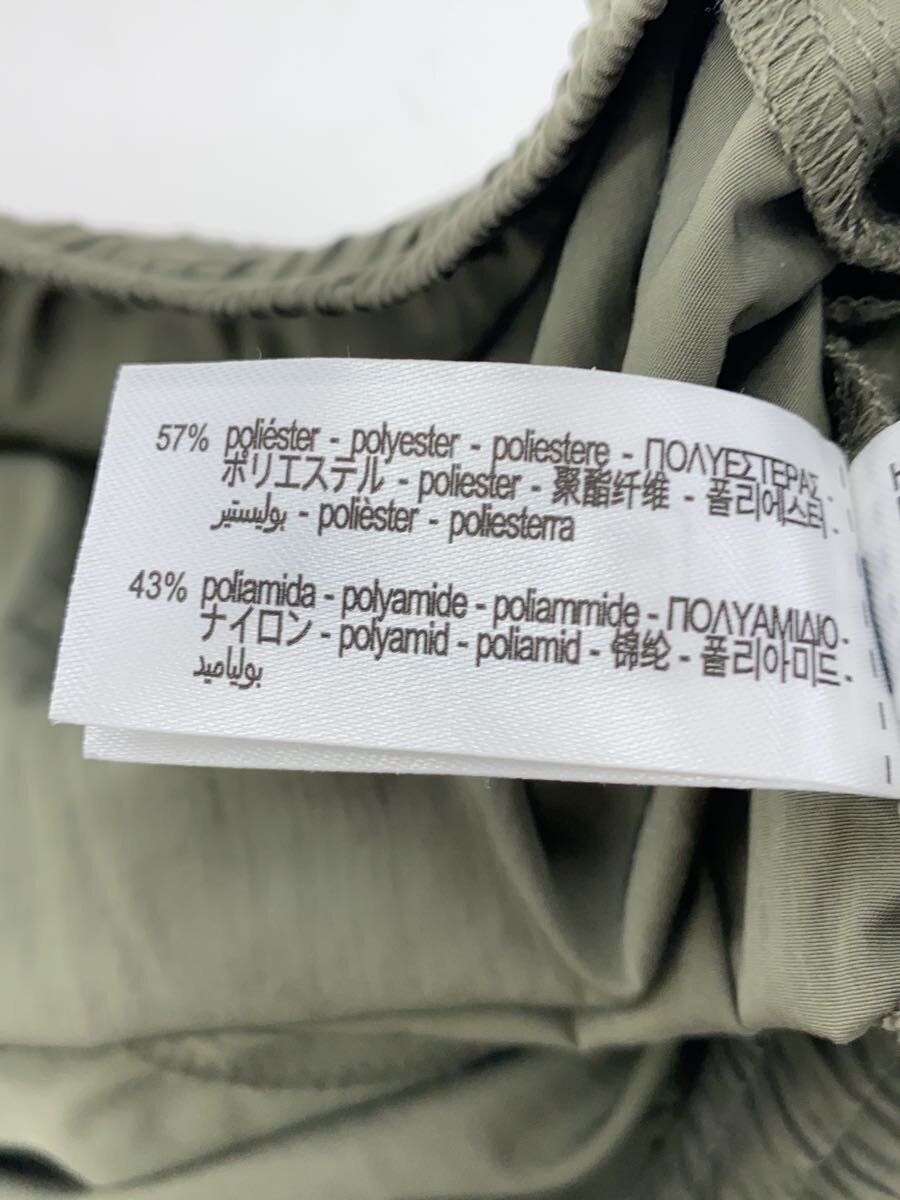 57% poliéster - polyester - poliestere - ΠΟΛΥΕΣΤΕΡΑΣ -
ポリエステル - poliester - 聚酯纤维 - 폴리에스터 -
بوليستير - polièster - poliesterra
43% poliamida - polyamide - poliammide - ΠΟΛΥΑΜΙΔΙΟ -
ナイロン - polyamid - poliamid - 锦纶 - 폴리아미드 -
بولياميد